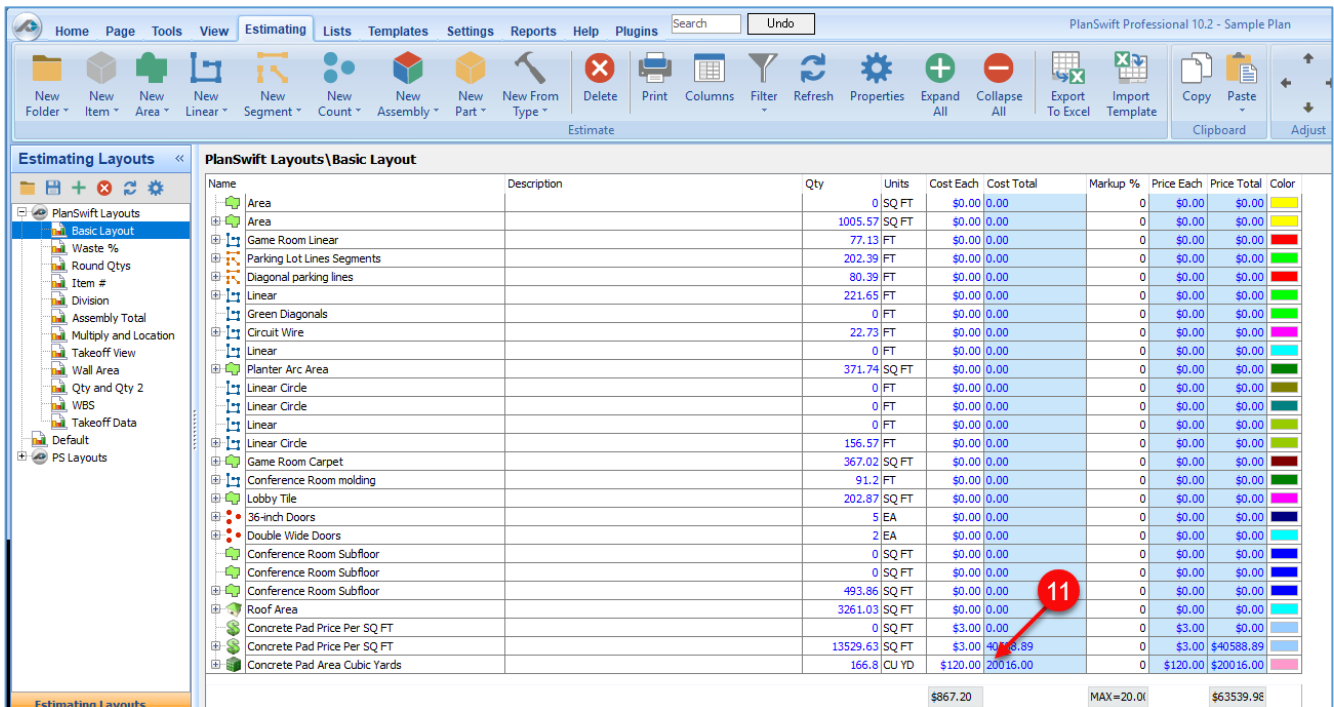 Home Page Tools View Estimating Lists Templates Settings Reports Help Plugins Search Undo PlanSwift Professional 10.2 - Sample Plan
New Folder New Item New Area New Linear New Segment New Count New Assembly New Part New From Type Delete Print Columns Filter Refresh Properties Expand All Collapse All Export To Excel Import Template Copy Paste
Estimate Clipboard Adjust
Estimating Layouts «
PlanSwift Layouts
Basic Layout
Waste %
Round Qtys
Item #
Division
Assembly Total
Multiply and Location
Takeoff View
Wall Area
Qty and Qty 2
WBS
Takeoff Data
Default
PS Layouts
Estimating Layouts
PlanSwift Layouts\Basic Layout
Name Description Qty Units Cost Each Cost Total Markup % Price Each Price Total Color
Area 0 SQ FT $0.00 0.00 0 $0.00 $0.00
Area 1005.57 SQ FT $0.00 0.00 0 $0.00 $0.00
Game Room Linear 77.13 FT $0.00 0.00 0 $0.00 $0.00
Parking Lot Lines Segments 202.39 FT $0.00 0.00 0 $0.00 $0.00
Diagonal parking lines 80.39 FT $0.00 0.00 0 $0.00 $0.00
Linear 221.65 FT $0.00 0.00 0 $0.00 $0.00
Green Diagonals 0 FT $0.00 0.00 0 $0.00 $0.00
Circuit Wire 22.73 FT $0.00 0.00 0 $0.00 $0.00
Linear 0 FT $0.00 0.00 0 $0.00 $0.00
Planter Arc Area 371.74 SQ FT $0.00 0.00 0 $0.00 $0.00
Linear Circle 0 FT $0.00 0.00 0 $0.00 $0.00
Linear Circle 0 FT $0.00 0.00 0 $0.00 $0.00
Linear 0 FT $0.00 0.00 0 $0.00 $0.00
Linear Circle 156.57 FT $0.00 0.00 0 $0.00 $0.00
Game Room Carpet 367.02 SQ FT $0.00 0.00 0 $0.00 $0.00
Conference Room molding 91.2 FT $0.00 0.00 0 $0.00 $0.00
Lobby Tile 202.87 SQ FT $0.00 0.00 0 $0.00 $0.00
36-inch Doors 5 EA $0.00 0.00 0 $0.00 $0.00
Double Wide Doors 2 EA $0.00 0.00 0 $0.00 $0.00
Conference Room Subfloor 0 SQ FT $0.00 0.00 0 $0.00 $0.00
Conference Room Subfloor 0 SQ FT $0.00 0.00 0 $0.00 $0.00
Conference Room Subfloor 493.86 SQ FT $0.00 0.00 0 $0.00 $0.00
11
Roof Area 3261.03 SQ FT $0.00 0.00 0 $0.00 $0.00
Concrete Pad Price Per SQ FT 0 SQ FT $3.00 0.00 0 $3.00 $0.00
Concrete Pad Price Per SQ FT 13529.63 SQ FT $3.00 0 $3.00 $40588.89
Concrete Pad Area Cubic Yards 166.8 CU YD $120.00 20016.00 0 $120.00 $20016.00
$867.20 MAX=20.0( $63539.98